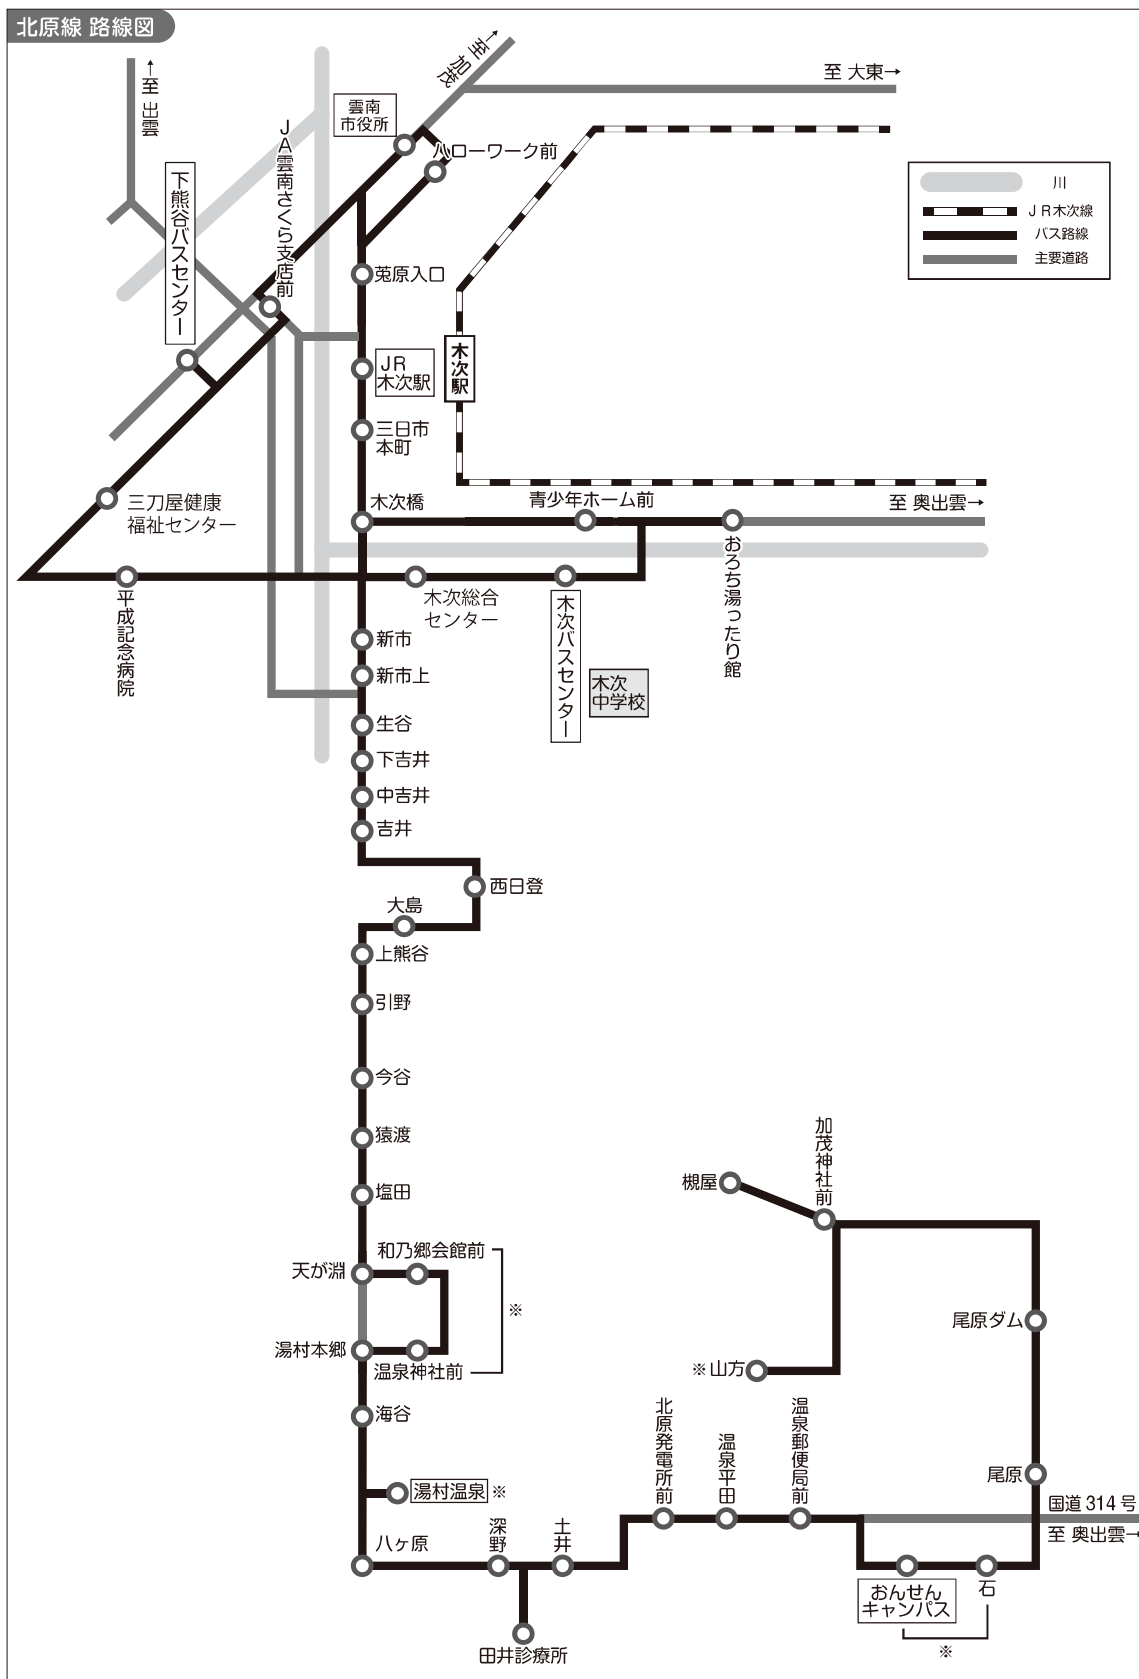 北原線 路線図
至 加茂→
至 大東→
←至 出雲
雲南
市役所
ハローワーク前
JA雲南さくら支店前
下熊谷バスセンター
川
JR木次線
バス路線
主要道路
莵原入口
JR
木次駅
木次駅
三日市
本町
木次橋
青少年ホーム前
至 奥出雲→
三刀屋健康
福祉センター
おろち湯ったり館
平成記念病院
木次総合
センター
木次バスセンター
木次
中学校
新市
新市上
生谷
下吉井
中吉井
吉井
西日登
大島
上熊谷
引野
今谷
猿渡
塩田
加茂神社前
槻屋
和乃郷会館前
天が淵
※
湯村本郷
温泉神社前
尾原ダム
※山方
海谷
北原発電所前
温泉平田
温泉郵便局前
尾原
湯村温泉 ※
国道 314 号
至 奥出雲→
八ヶ原
深野
土井
おんせん
キャンパス
石
※
田井診療所